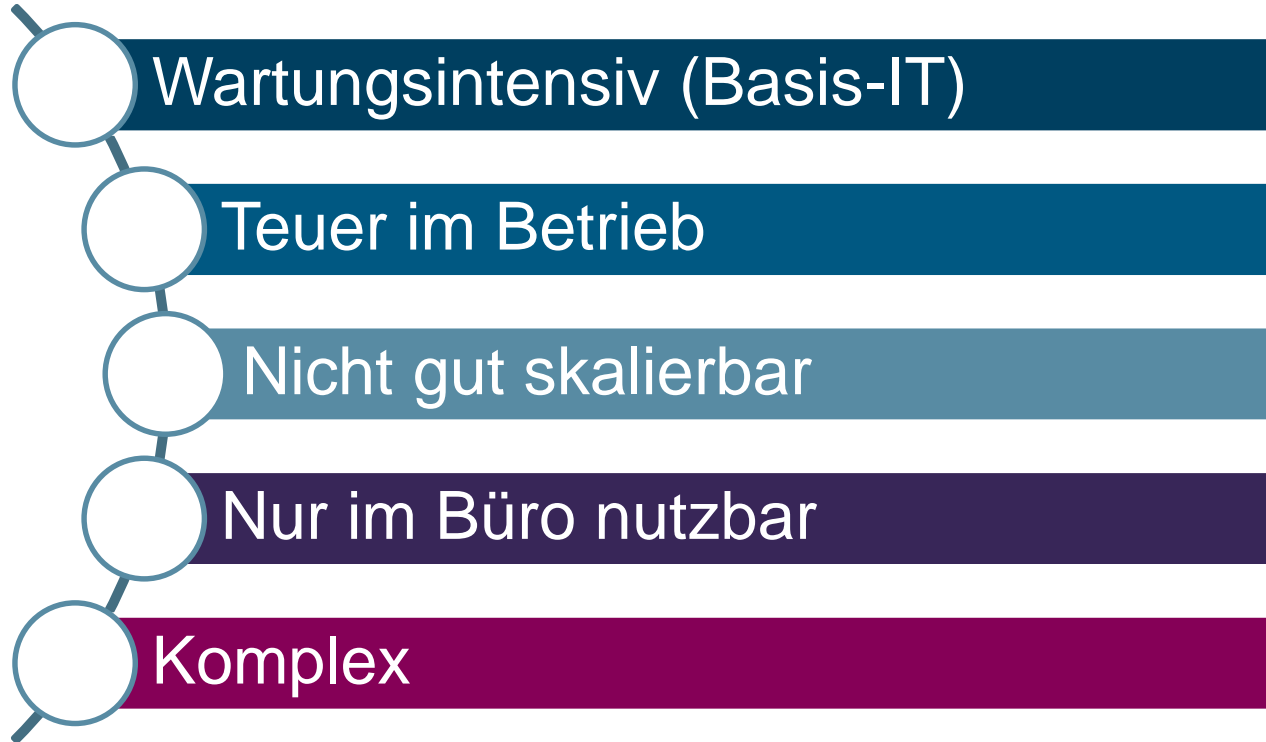 Wartungsintensiv (Basis-IT)
Teuer im Betrieb
Nicht gut skalierbar
Nur im Büro nutzbar
Komplex